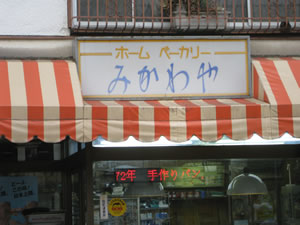 ホーム ベーカリー
みかわや
72年 手作りパン